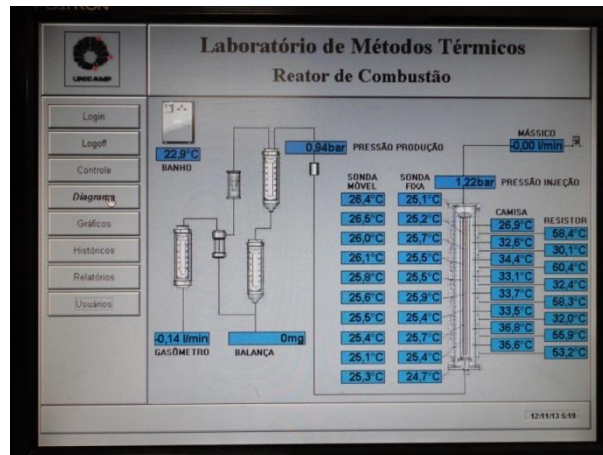 Laboratório de Métodos Térmicos
Reator de Combustão
UNICAMP
Login
Logoff
Controle
Diagrama
Gráficos
Históricos
Relatórios
Usuários
22,9°C
BANHO
0,94bar PRESSÃO PRODUÇÃO
MÁSSICO
-0,00 l/min
1,22bar PRESSÃO INJEÇÃO
SONDA MÓVEL
26,4°C
26,5°C
26,0°C
26,1°C
25,8°C
25,6°C
25,5°C
25,4°C
25,1°C
25,3°C
SONDA FIXA
25,1°C
25,2°C
25,7°C
25,5°C
25,5°C
25,9°C
25,4°C
25,7°C
25,4°C
24,7°C
CAMISA
26,9°C
32,6°C
34,4°C
33,1°C
33,7°C
33,5°C
36,8°C
35,6°C
RESISTOR
58,4°C
30,1°C
60,4°C
32,4°C
58,3°C
32,0°C
55,9°C
53,2°C
-0,14 l/min
GASÔMETRO
0mg
BALANÇA
12/11/13 5:19